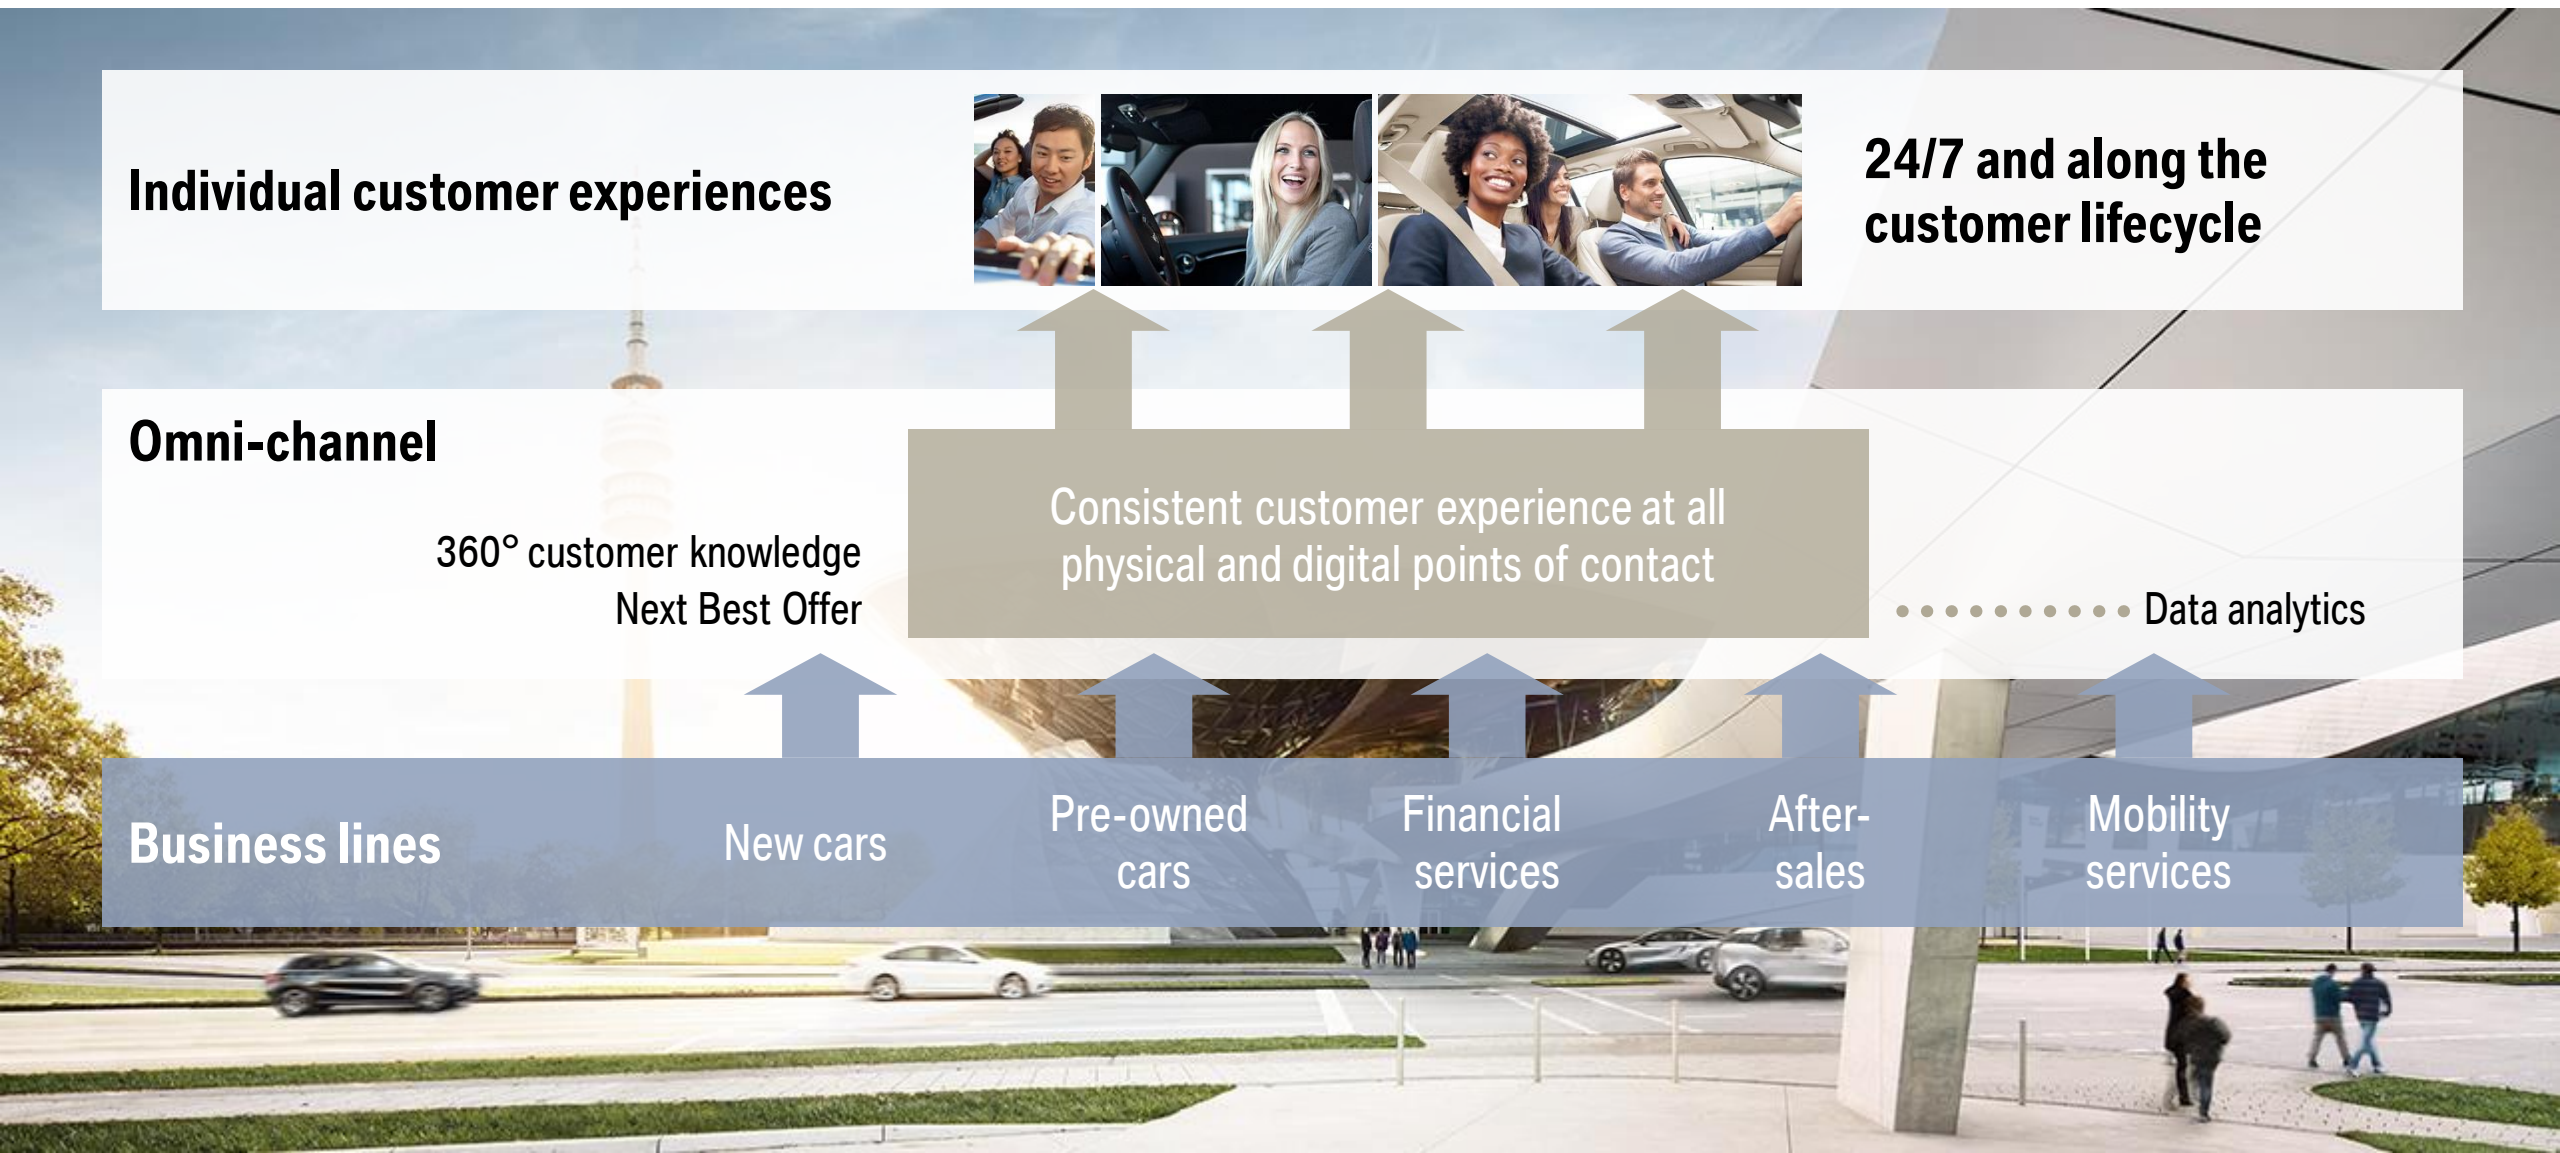 Individual customer experiences
24/7 and along the
customer lifecycle
Omni-channel
360° customer knowledge
Next Best Offer
Consistent customer experience at all
physical and digital points of contact
Data analytics
Business lines
New cars
Pre-owned
cars
Financial
services
After-
sales
Mobility
services